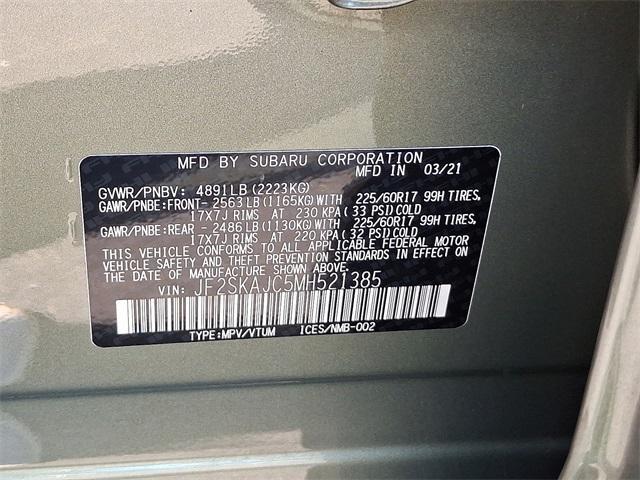 MFD BY SUBARU CORPORATION
MFD IN 03/21
GVWR/PNBV: 4891LB(2223KG)
GAWR/PNBE:FRONT- 2563LB(1165KG)WITH 225/60R17 99H TIRES,
17X7J RIMS AT 230 KPA(33 PSI)COLD
GAWR/PNBE:REAR - 2486LB(1130KG)WITH 225/60R17 99H TIRES,
17X7J RIMS AT 220 KPA(32 PSI)COLD
THIS VEHICLE CONFORMS TO ALL APPLICABLE FEDERAL MOTOR
VEHICLE SAFETY AND THEFT PREVENTION STANDARDS IN EFFECT ON
THE DATE OF MANUFACTURE SHOWN ABOVE.
VIN: JF2SKAJC5MH521385
TYPE:MPV/VTUM ICES/NMB-002